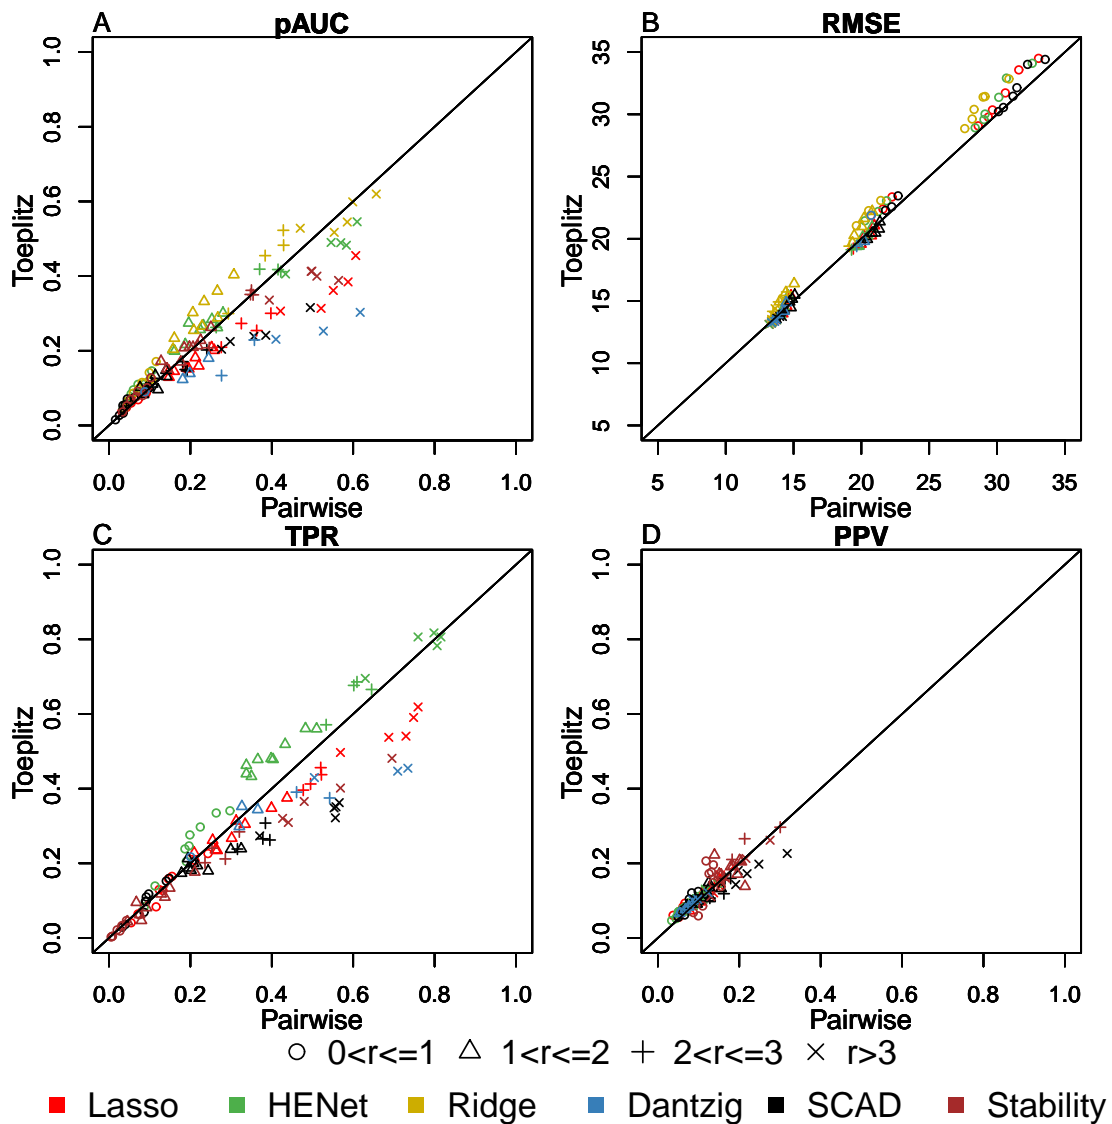 A pAUC
1.0
0.8
0.6
0.4
0.2
0.0
Toeplitz
0.0 0.2 0.4 0.6 0.8 1.0
Pairwise
B RMSE
35
30
25
20
15
10
5
Toeplitz
5 10 15 20 25 30 35
Pairwise
C TPR
1.0
0.8
0.6
0.4
0.2
0.0
Toeplitz
0.0 0.2 0.4 0.6 0.8 1.0
Pairwise
D PPV
1.0
0.8
0.6
0.4
0.2
0.0
Toeplitz
0.0 0.2 0.4 0.6 0.8 1.0
Pairwise
0<r<=1 1<r<=2 2<r<=3 r>3
Lasso HENet Ridge Dantzig SCAD Stability